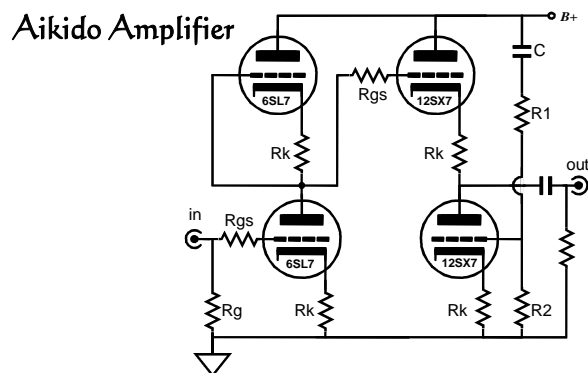 Aikido Amplifier
B+
C
6SL7
12SX7
Rgs
R1
Rk
Rk
out
in
Rgs
6SL7
12SX7
Rg
Rk
Rk
R2